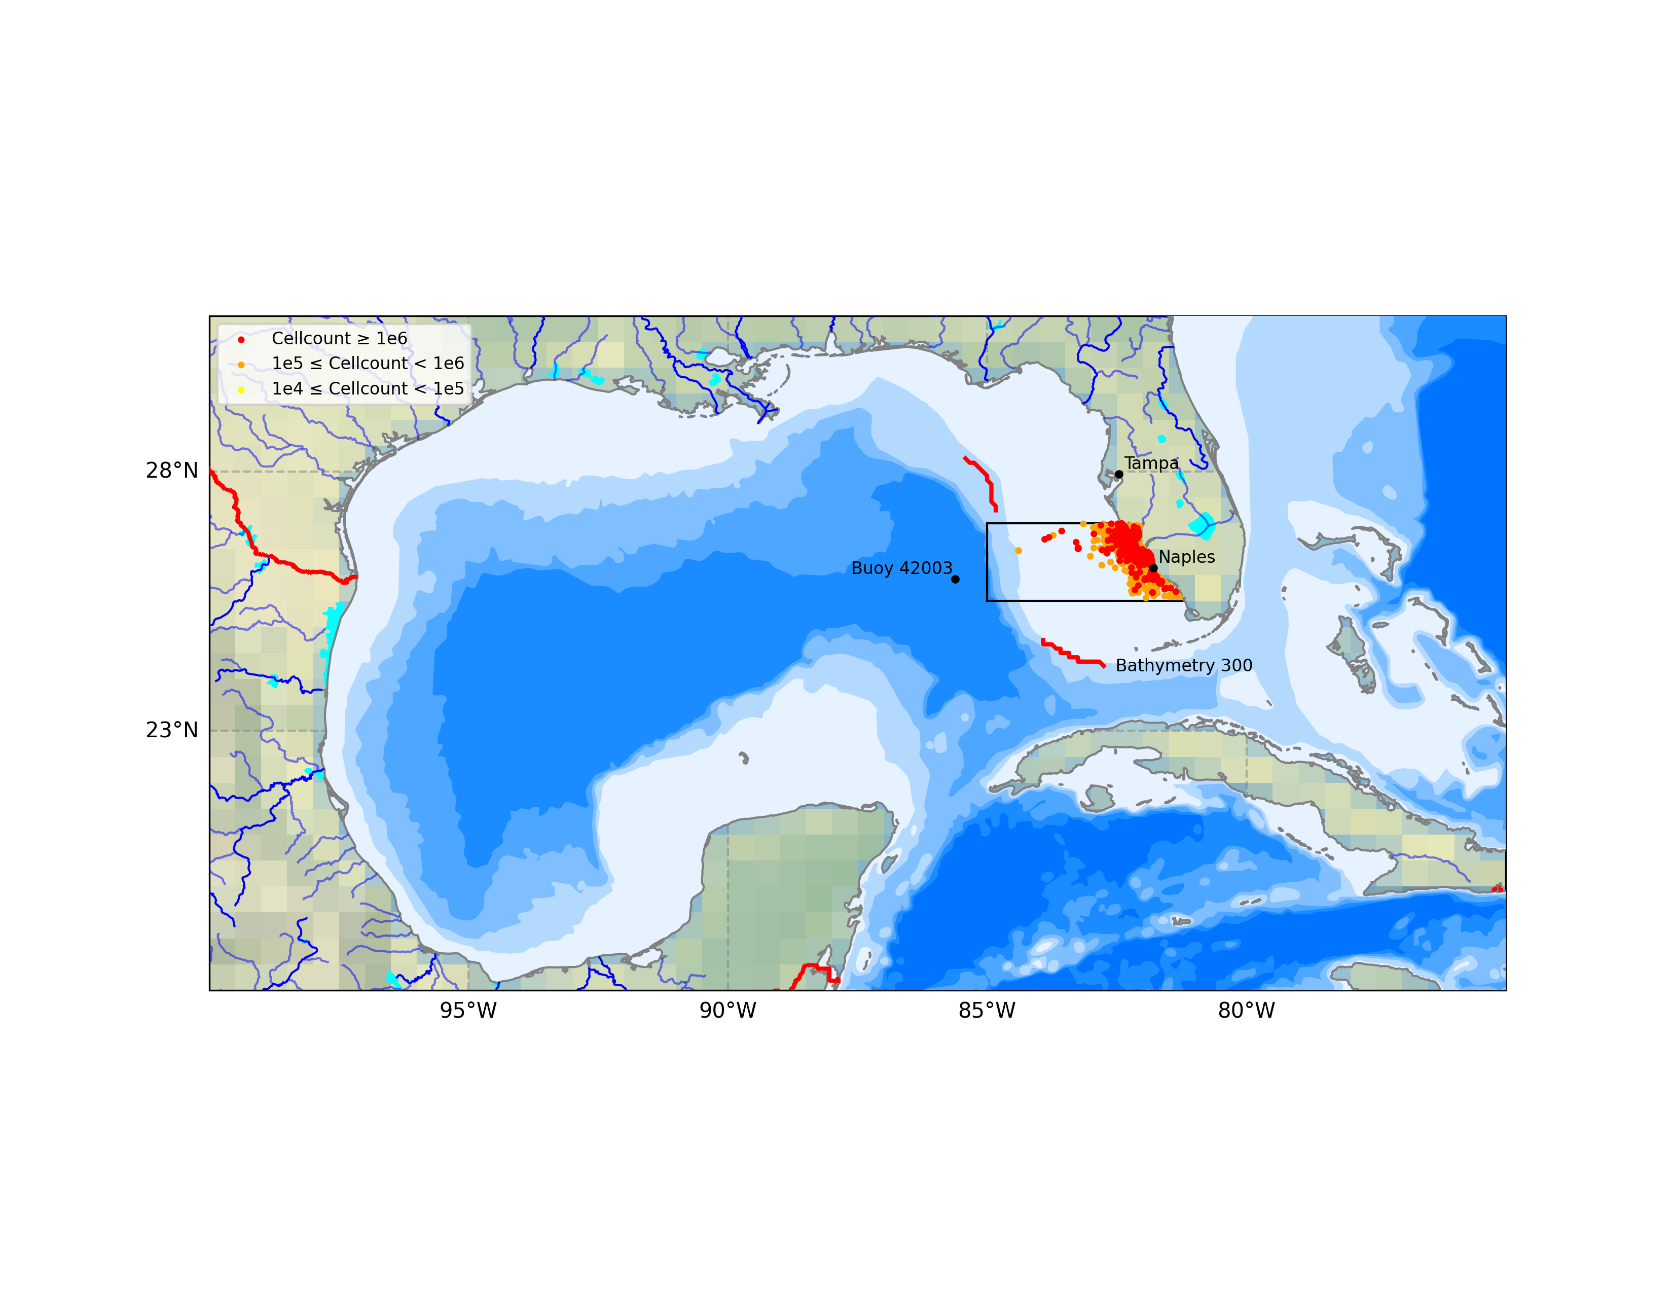 Cellcount ≥ 1e6
1e5 ≤ Cellcount < 1e6
1e4 ≤ Cellcount < 1e5
28°N
Tampa
Naples
Buoy 42003
Bathymetry 300
23°N
95°W
90°W
85°W
80°W